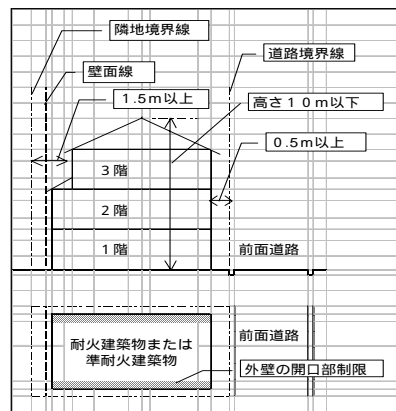 隣地境界線
道路境界線
壁面線
1.5m以上
高さ10m以下
0.5m以上
3階
2階
1階
前面道路
耐火建築物または
準耐火建築物
前面道路
外壁の開口部制限